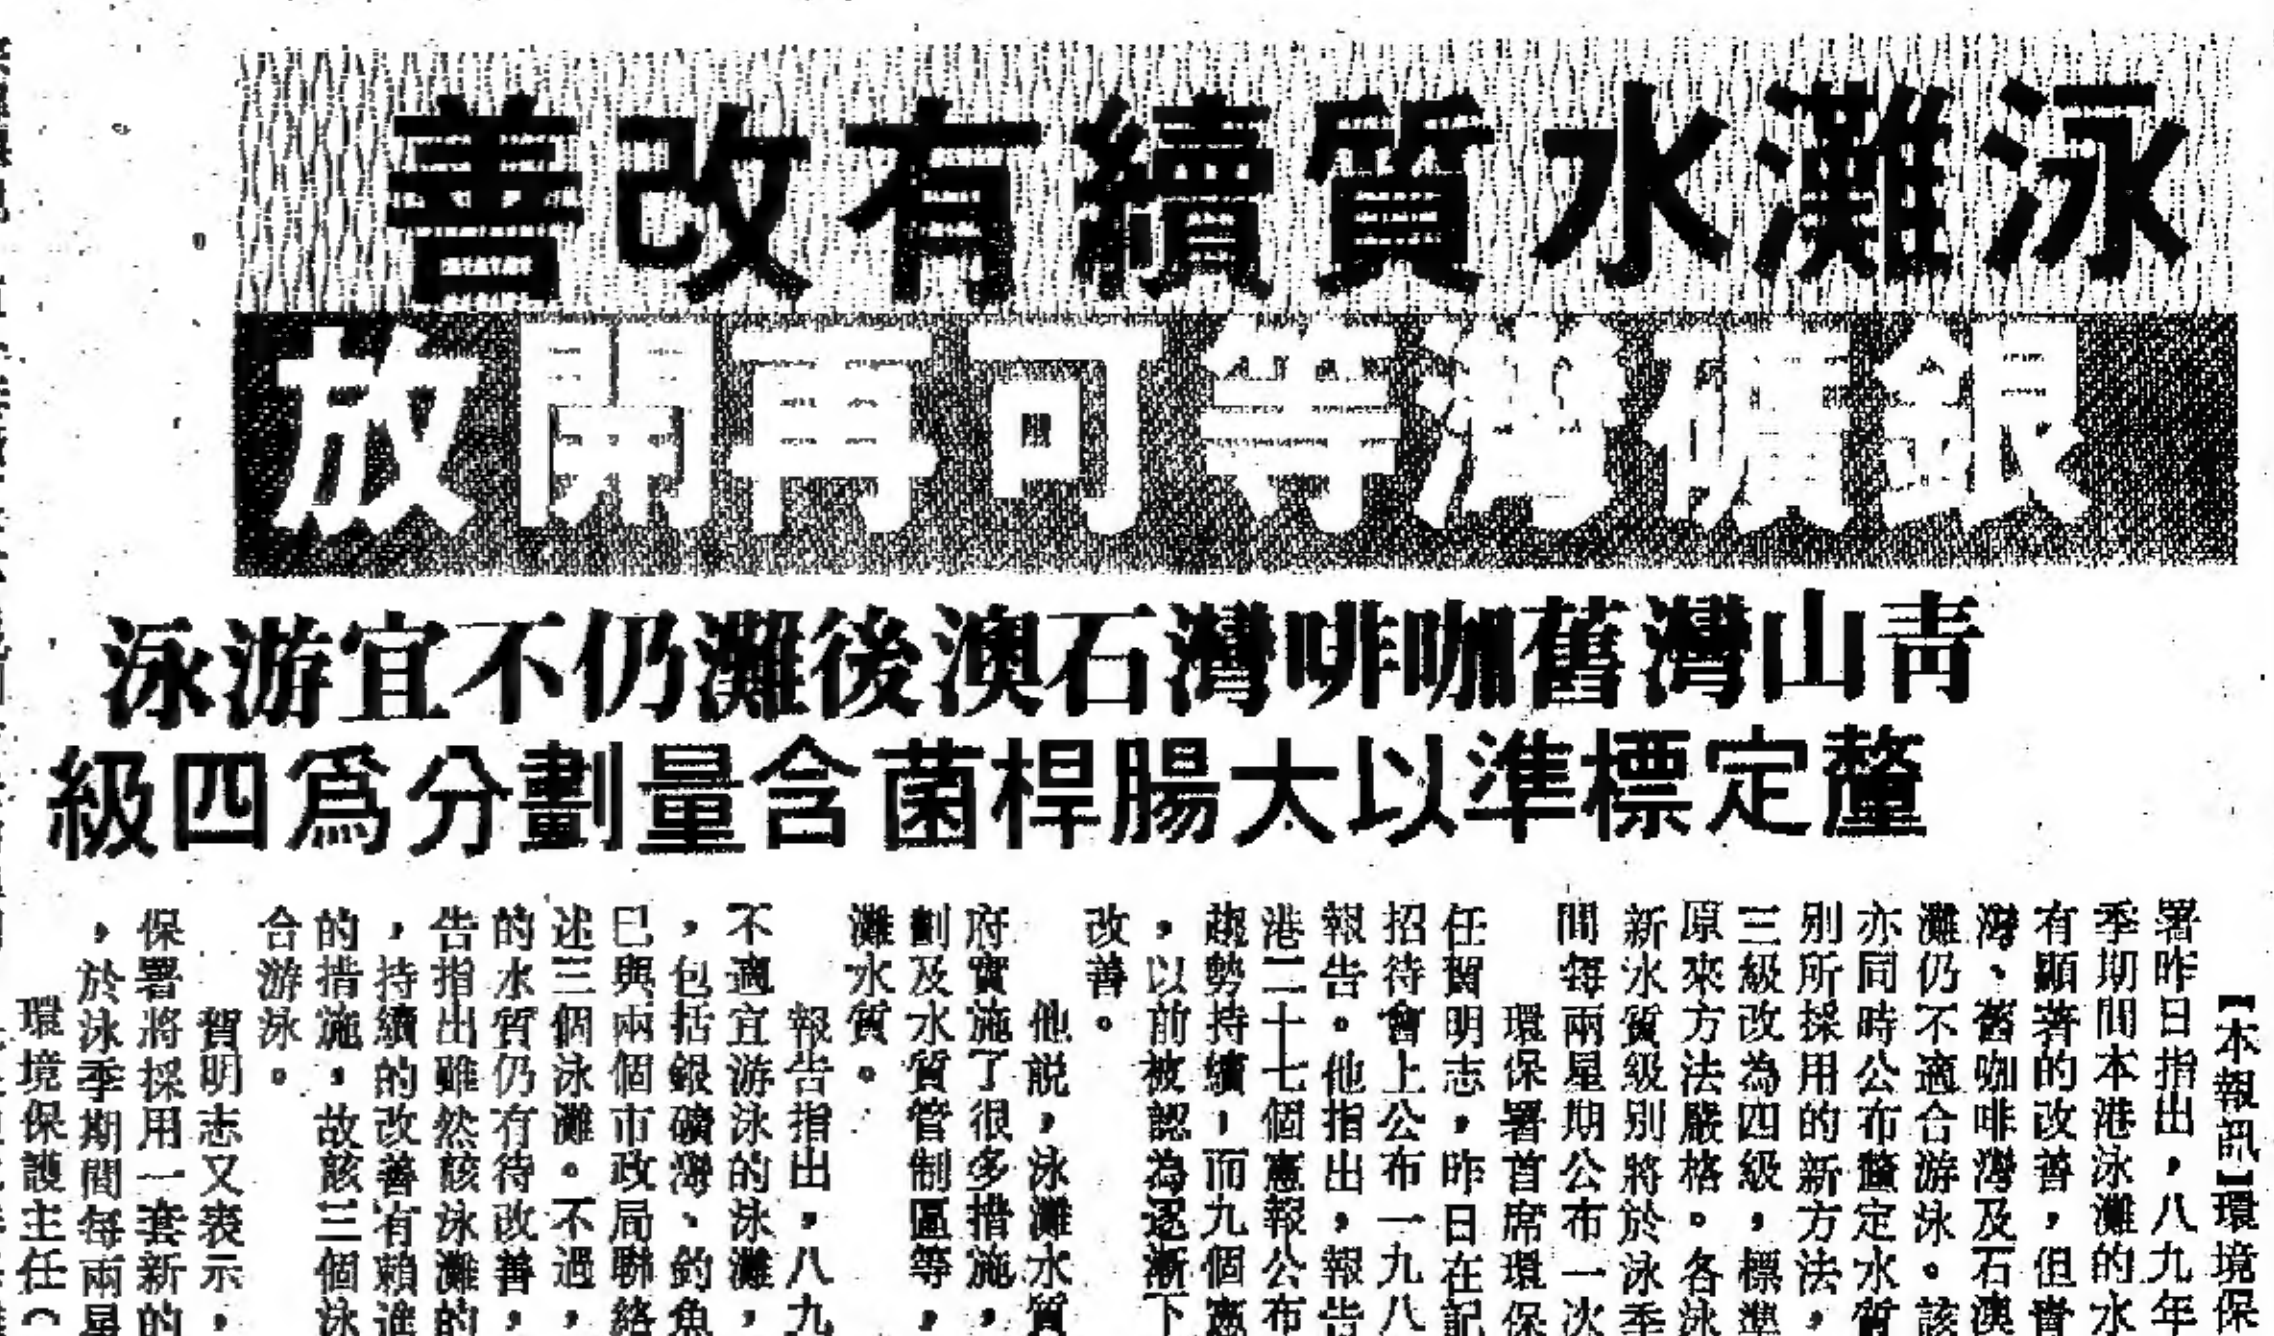 泳灘水質續有改善
銀礦灣等可再開放
青山灣舊咖啡灣石澳後灘仍不宜游泳
釐定標準以大腸桿菌含量劃分為四級
【本報訊】環境保
署昨日指出，八九年
季期間本港泳灘的水
有顯著的改善，但青
灣、舊咖啡灣及石澳
灘仍不適合游泳。該
亦同時公布釐定水質
別所採用的新方法，
三級改為四級，標準
原來方法嚴格。各泳
新水質級別將於泳季
間每兩星期公布一次
環保署首席環保
任賀明志，昨日在記
招待會上公布一九八
報告。他指出，報告
港二十七個憲報公布
趨勢持續，而九個憲
，以前被認為逐漸下
改善。
他説，泳灘水質
府實施了很多措施，
劃及水質管制區等，
灘水質。
報告指出，八九
不適宜游泳的泳灘，
，包括銀礦灣、釣魚
已與兩個市政局聯絡
述三個泳灘。不過，
的水質仍有待改善，
告指出雖然該泳灘的
，持續的改善有賴進
的措施，故該三個泳
合游泳。
賀明志又表示，
保署將採用一套新的
，於泳季期間每兩星
環境保護主任（